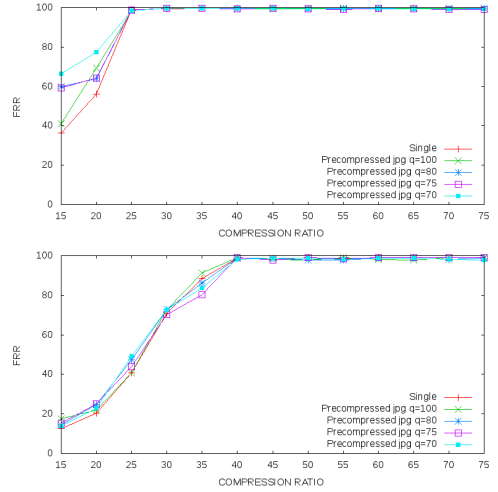 100
80
60
40
20
0
FRR
Single
Precompressed jpg q=100
Precompressed jpg q=80
Precompressed jpg q=75
Precompressed jpg q=70
15 20 25 30 35 40 45 50 55 60 65 70 75
COMPRESSION RATIO
100
80
60
40
20
0
FRR
Single
Precompressed jpg q=100
Precompressed jpg q=80
Precompressed jpg q=75
Precompressed jpg q=70
15 20 25 30 35 40 45 50 55 60 65 70 75
COMPRESSION RATIO